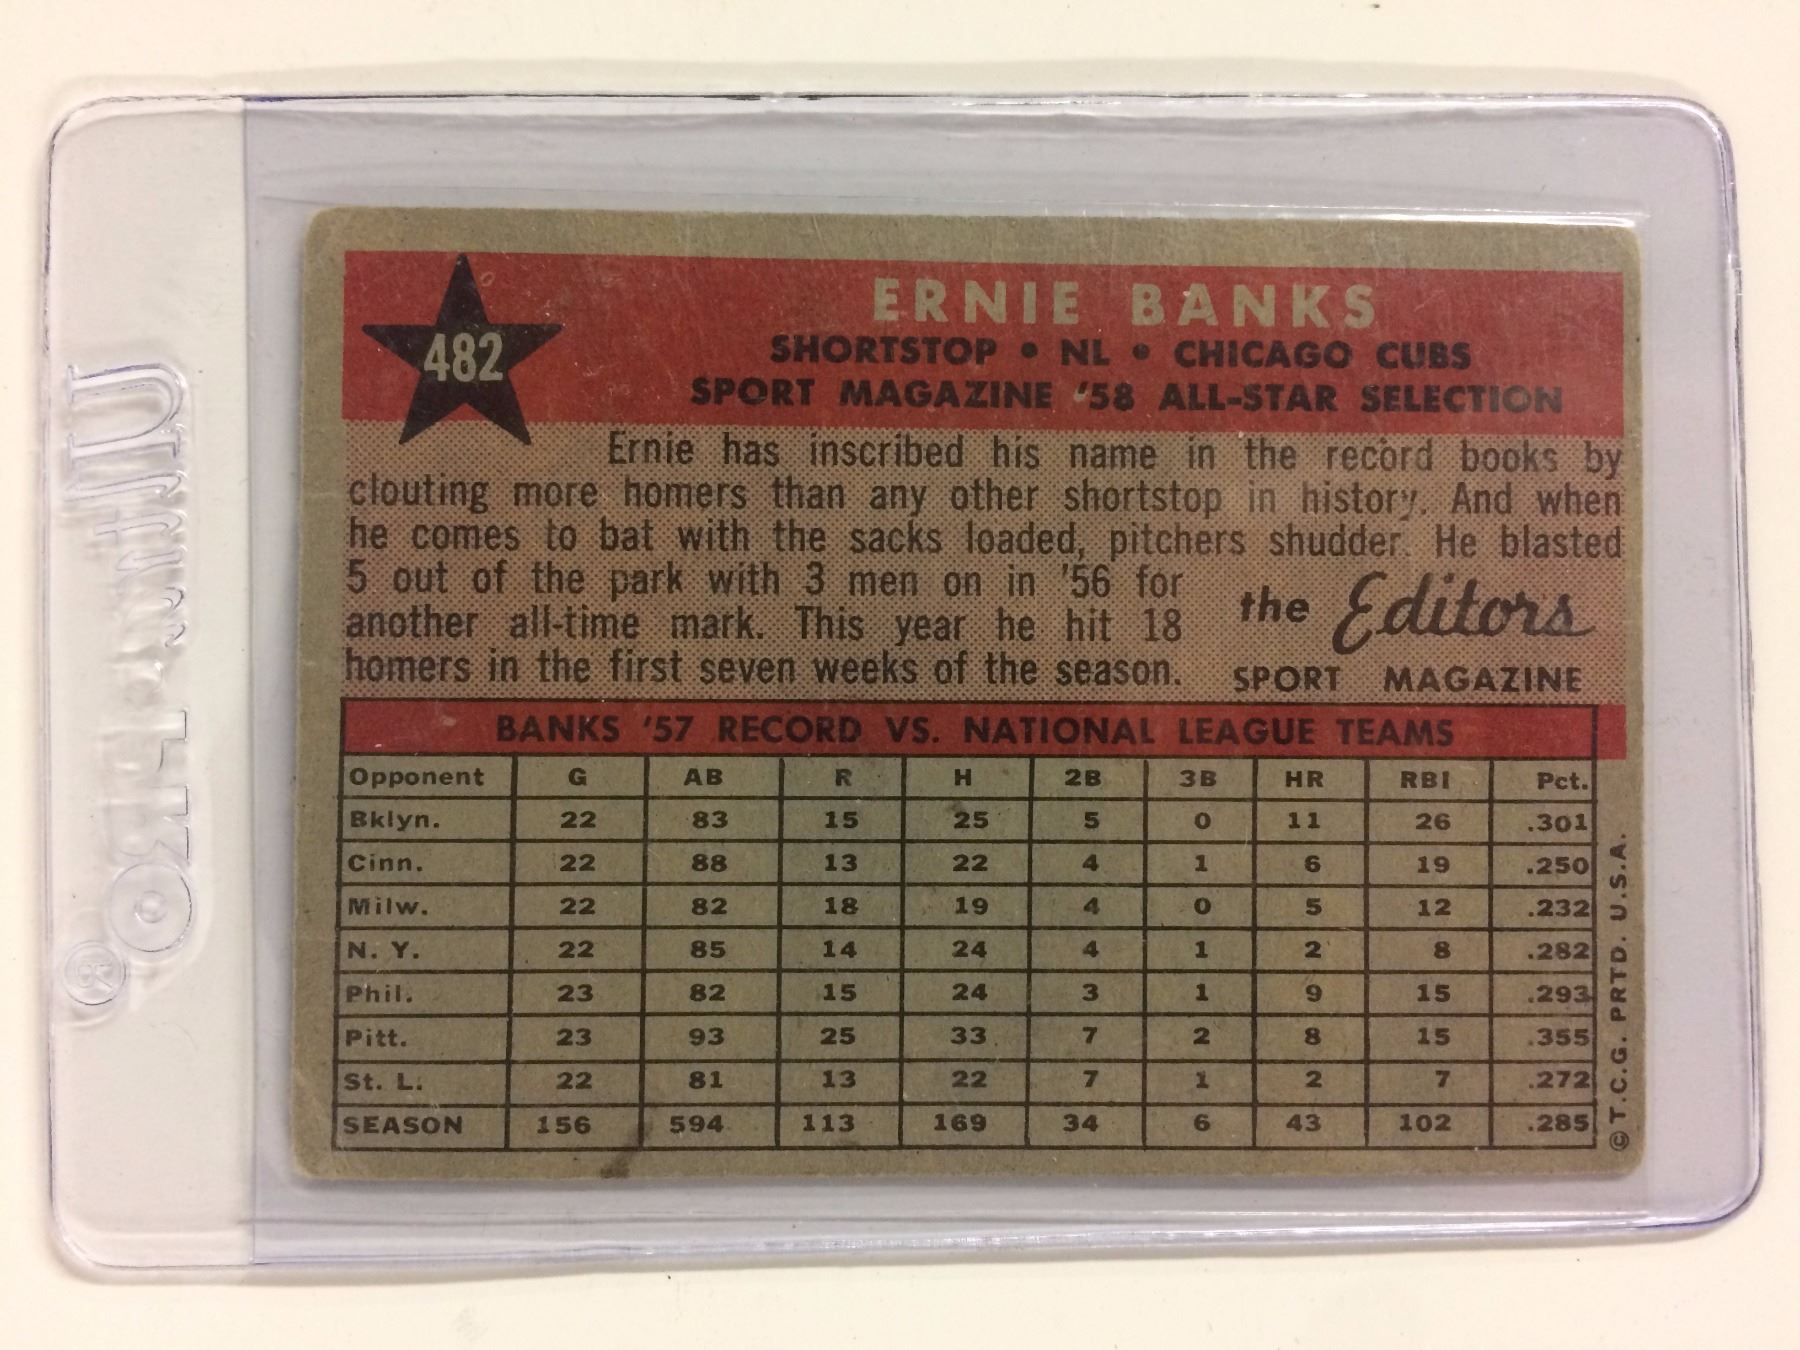 482
ERNIE BANKS
SHORTSTOP • NL • CHICAGO CUBS
SPORT MAGAZINE '58 ALL-STAR SELECTION
Ernie has inscribed his name in the record books by
clouting more homers than any other shortstop in history. And when
he comes to bat with the sacks loaded, pitchers shudder. He blasted
5 out of the park with 3 men on in '56 for
another all-time mark. This year he hit 18
homers in the first seven weeks of the season.
the Editors
SPORT MAGAZINE
BANKS '57 RECORD VS. NATIONAL LEAGUE TEAMS
Opponent G AB R H 2B 3B HR RBI Pct.
Bklyn. 22 83 15 25 5 0 11 26 .301
Cinn. 22 88 13 22 4 1 6 19 .250
Milw. 22 82 18 19 4 0 5 12 .232
N. Y. 22 85 14 24 4 1 2 8 .282
Phil. 23 82 15 24 3 1 9 15 .293
Pitt. 23 93 25 33 7 2 8 15 .355
St. L. 22 81 13 22 7 1 2 7 .272
SEASON 156 594 113 169 34 6 43 102 .285
© T.C.G. PRTD. U.S.A.
Ultra-PRO®